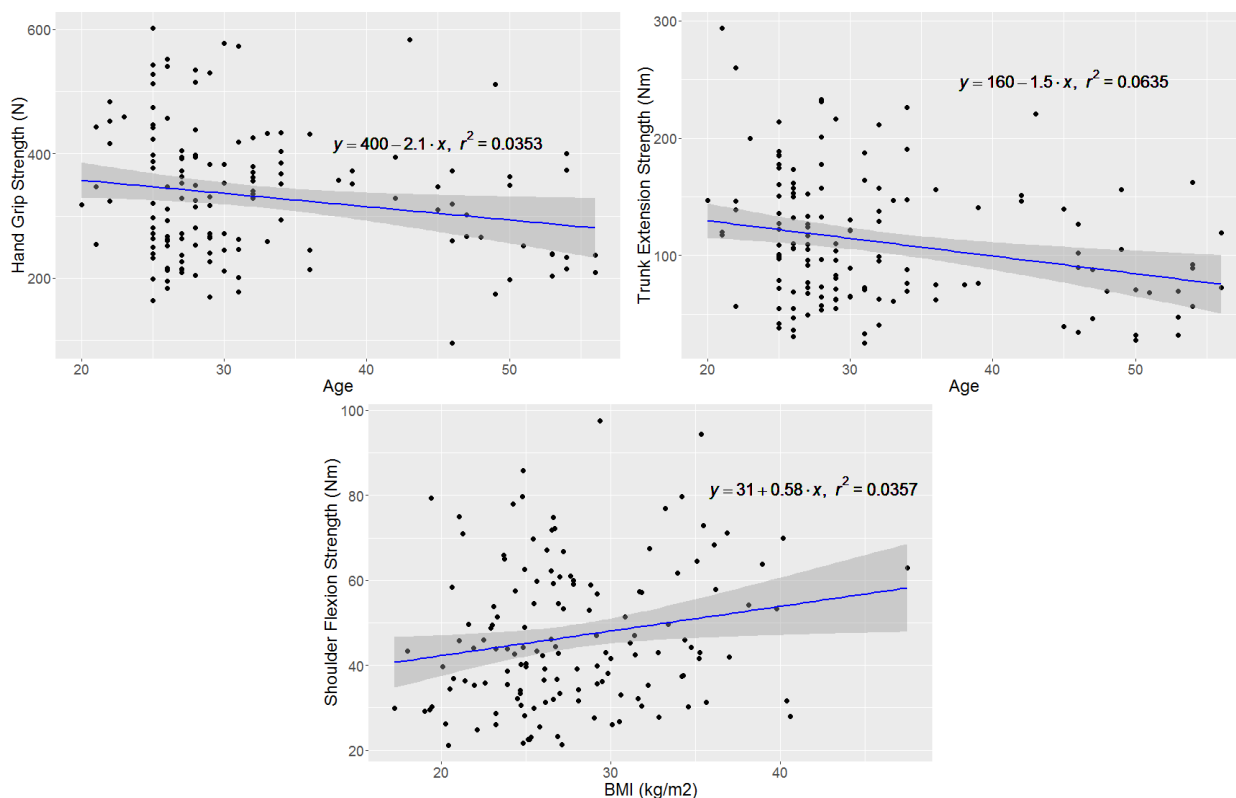 600
400
200
Hand Grip Strength (N)
y = 400 − 2.1 · x, r² = 0.0353
20
30
40
50
Age
300
200
100
Trunk Extension Strength (Nm)
y = 160 − 1.5 · x, r² = 0.0635
20
30
40
50
Age
100
80
60
40
20
Shoulder Flexion Strength (Nm)
y = 31 + 0.58 · x, r² = 0.0357
20
30
40
BMI (kg/m2)